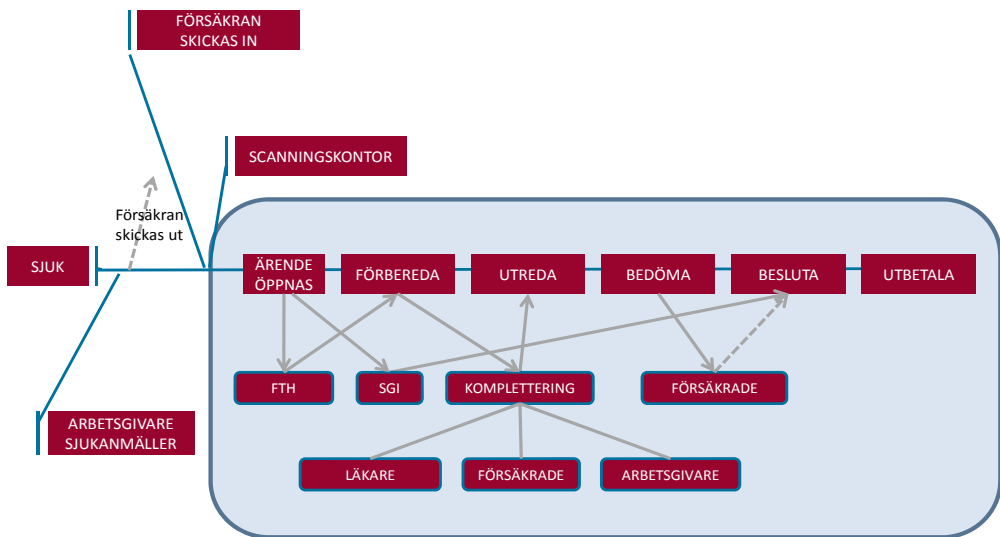 FÖRSÄKRAN
SKICKAS IN
SCANNINGSKONTOR
Försäkran
skickas ut
SJUK
ÄRENDE
ÖPPNAS
FÖRBEREDA
UTREDA
BEDÖMA
BESLUTA
UTBETALA
FTH
SGI
KOMPLETTERING
FÖRSÄKRADE
ARBETSGIVARE
SJUKANMÄLLER
LÄKARE
FÖRSÄKRADE
ARBETSGIVARE